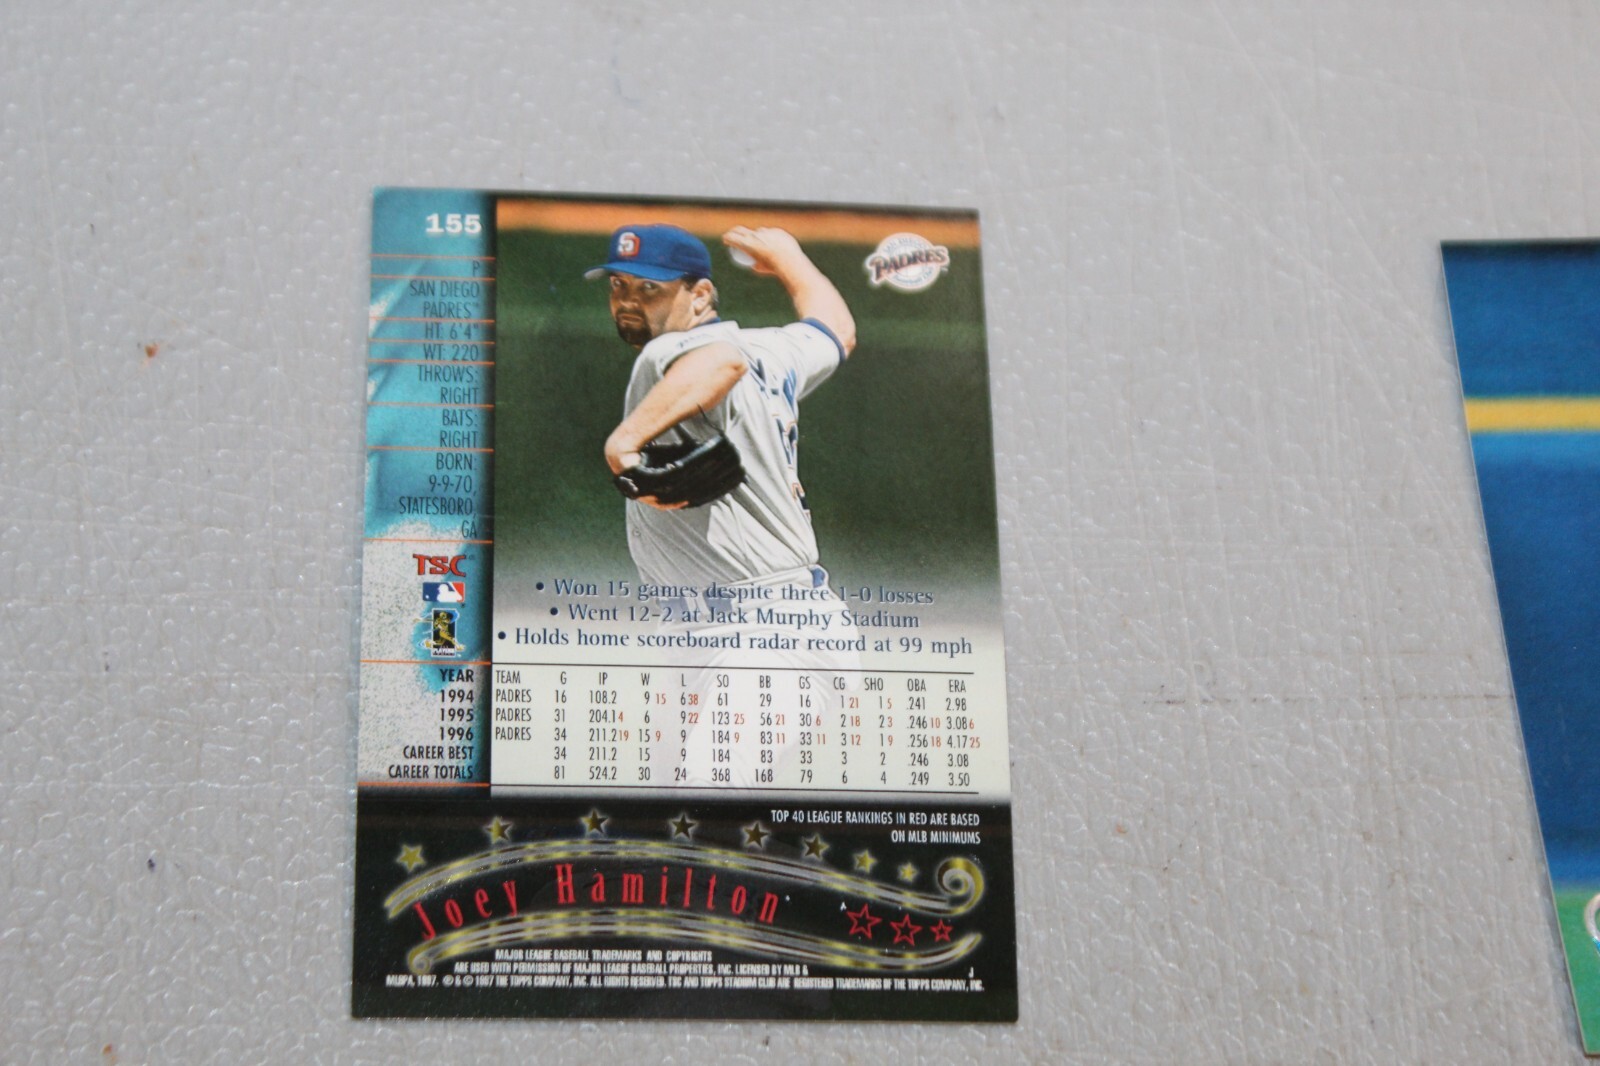 155
P
SAN DIEGO
PADRES™
HT: 6'4"
WT: 220
THROWS:
RIGHT
BATS:
RIGHT
BORN:
9-9-70,
STATESBORO,
GA
TSC
S
PADRES
• Won 15 games despite three 1-0 losses
• Went 12-2 at Jack Murphy Stadium
• Holds home scoreboard radar record at 99 mph
YEAR TEAM G IP W L SO BB GS CG SHO OBA ERA
1994 PADRES 16 108.2 9 15 6 38 61 29 16 1 21 1 5 .241 2.98
1995 PADRES 31 204.1 4 6 9 22 123 25 56 21 30 6 2 18 2 3 .246 10 3.08 6
1996 PADRES 34 211.2 19 15 9 9 184 9 83 11 33 11 3 12 1 9 .256 18 4.17 25
CAREER BEST 34 211.2 15 9 184 83 33 3 2 .246 3.08
CAREER TOTALS 81 524.2 30 24 368 168 79 6 4 .249 3.50
TOP 40 LEAGUE RANKINGS IN RED ARE BASED
ON MLB MINIMUMS
Joey Hamilton
MAJOR LEAGUE BASEBALL TRADEMARKS AND COPYRIGHTS
ARE USED WITH PERMISSION OF MAJOR LEAGUE BASEBALL PROPERTIES, INC. LICENSED BY MLB &
MLBPA, 1997. © & © 1997 THE TOPPS COMPANY, INC. ALL RIGHTS RESERVED. TSC AND TOPPS STADIUM CLUB ARE REGISTERED TRADEMARKS OF THE TOPPS COMPANY, INC.
J